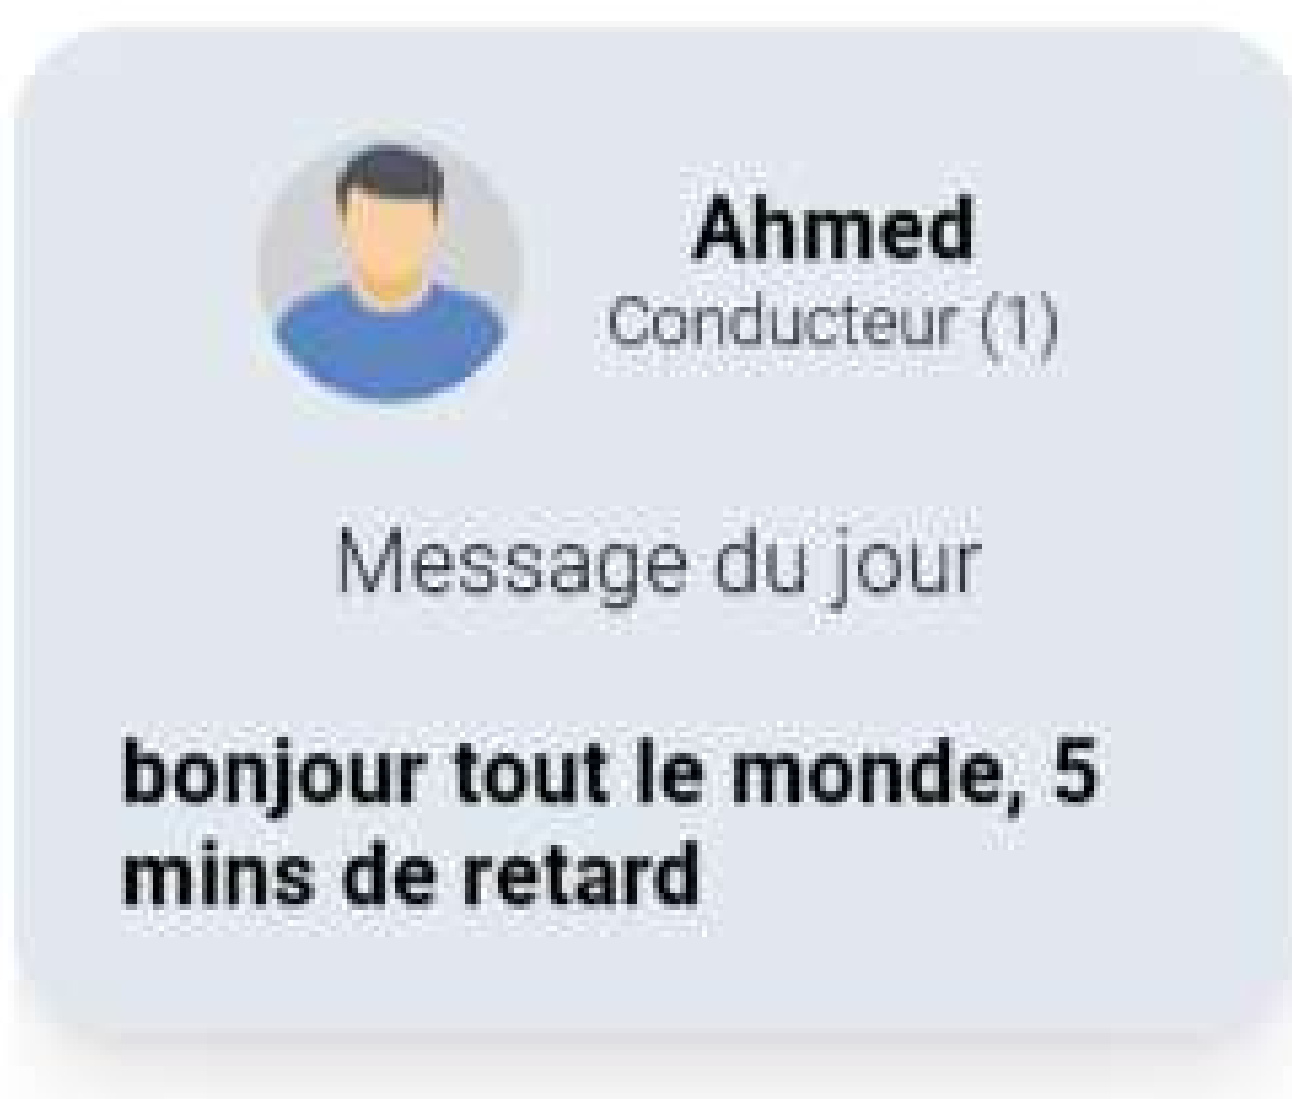 Ahmed
Conducteur (1)
Message du jour
bonjour tout le monde, 5
mins de retard